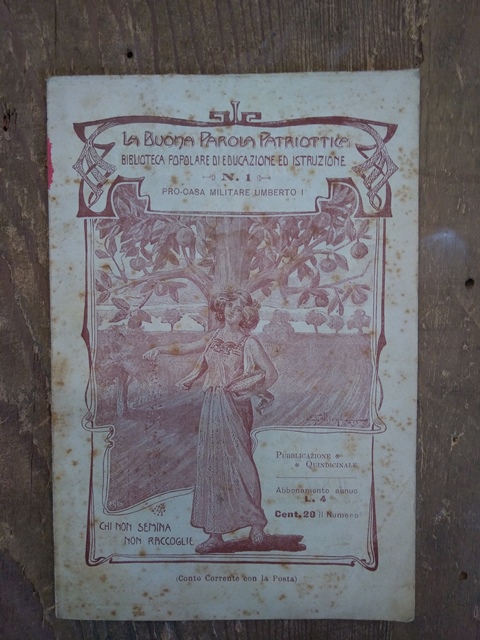 LA BUONA PAROLA PATRIOTTICA
BIBLIOTECA POPOLARE DI EDUCAZIONE ED ISTRUZIONE
N. 1
PRO-CASA MILITARE UMBERTO I
PUBBLICAZIONE
QUINDICINALE
Abbonamento annuo
L. 4
Cent. 20 il Numero
CHI NON SEMINA
NON RACCOGLIE
(Conto Corrente con la Posta)